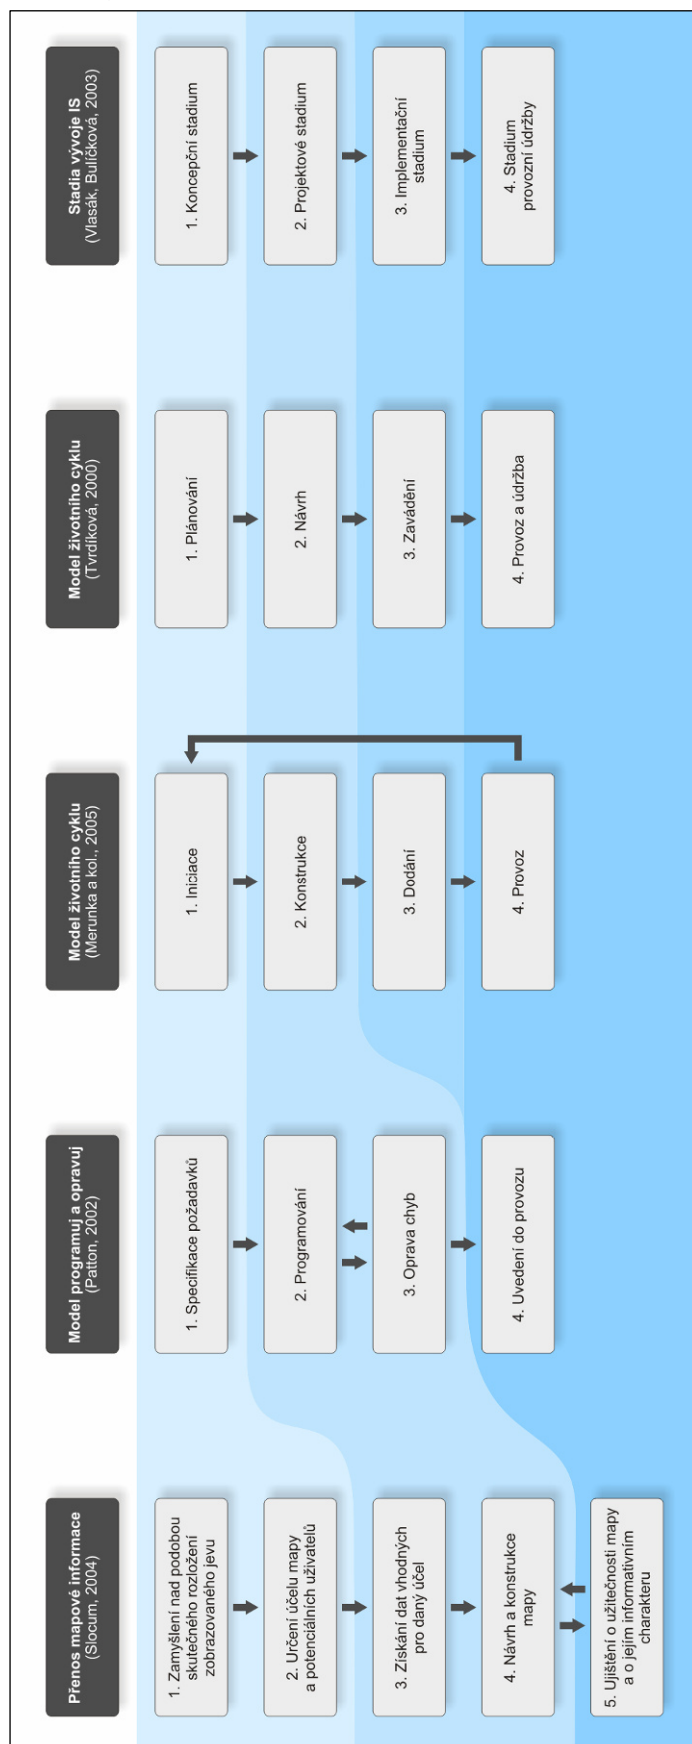 Přenos mapové informace
(Slocum, 2004)
1. Zamyšlení nad podobou
skutečného rozložení
zobrazovaného jevu
2. Určení účelu mapy
a potenciálních uživatelů
3. Získání dat vhodných
pro daný účel
4. Návrh a konstrukce
mapy
5. Ujištění o užitečnosti mapy
a o jejím informativním
charakteru
Model programuj a opravuj
(Patton, 2002)
1. Specifikace požadavků
2. Programování
3. Oprava chyb
4. Uvedení do provozu
Model životního cyklu
(Merunka a kol., 2005)
1. Iniciace
2. Konstrukce
3. Dodání
4. Provoz
Model životního cyklu
(Tvrdíková, 2000)
1. Plánování
2. Návrh
3. Zavádění
4. Provoz a údržba
Stadia vývoje IS
(Vlasák, Bulíčková, 2003)
1. Koncepční stadium
2. Projektové stadium
3. Implementační
stadium
4. Stadium
provozní údržby